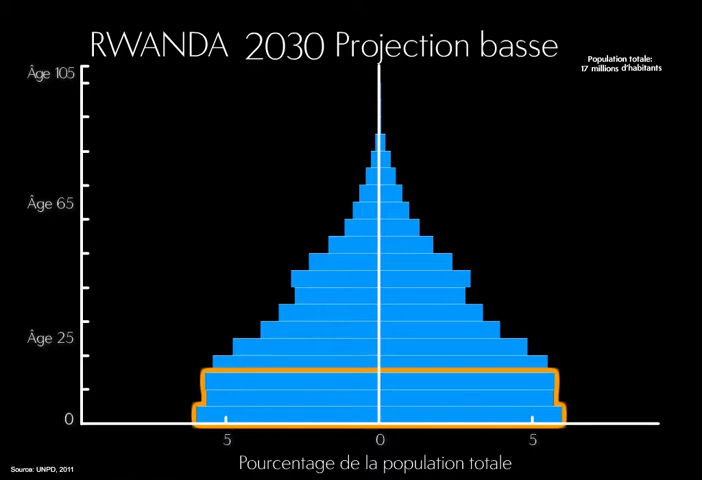 RWANDA 2030 Projection basse
Population totale:
17 millions d'habitants
Âge 105
Âge 65
Âge 25
0
5 0 5
Pourcentage de la population totale
Source: UNPD, 2011